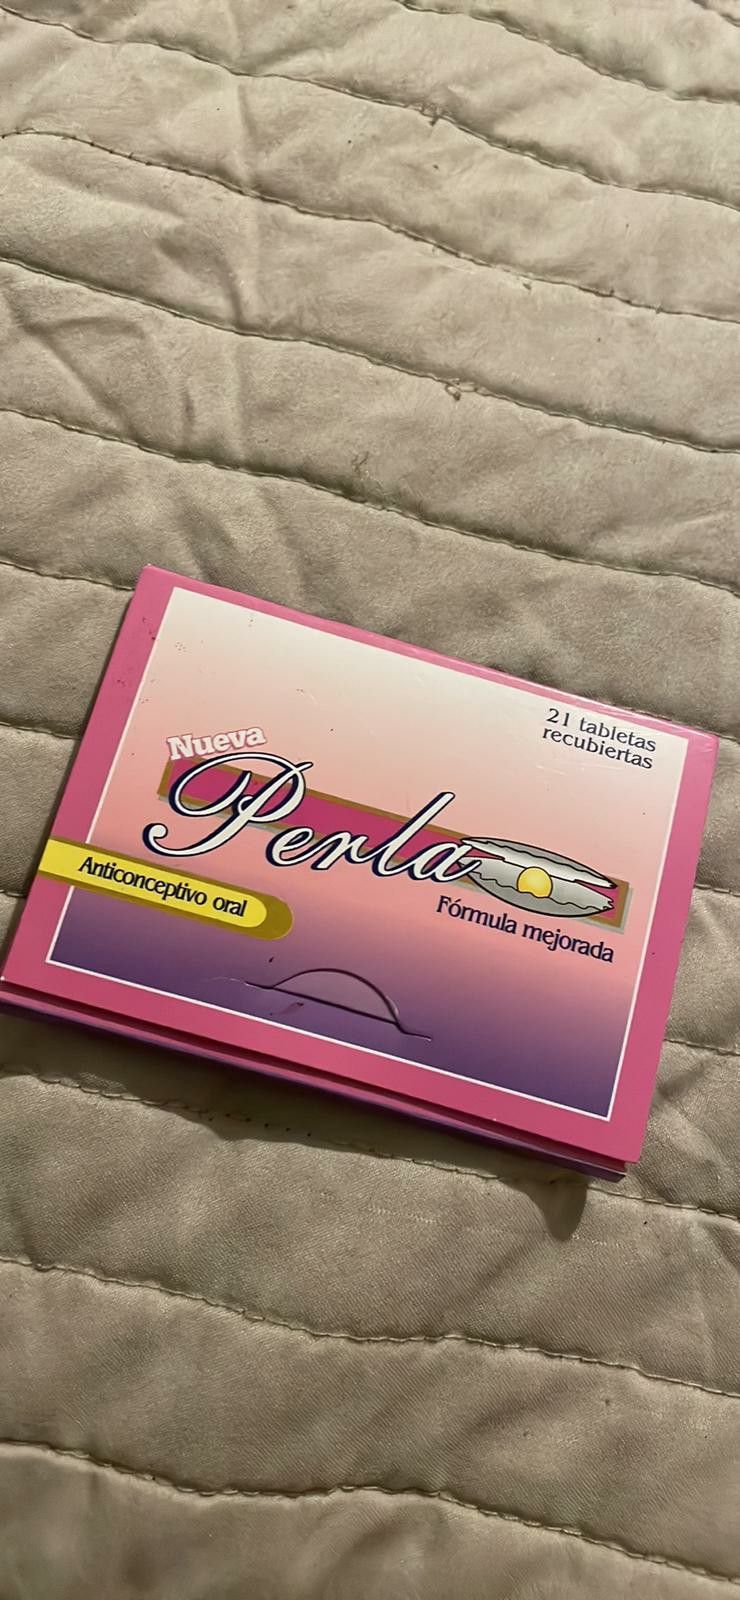 21 tabletas
recubiertas
Nueva
Perla
Anticonceptivo oral
Fórmula mejorada